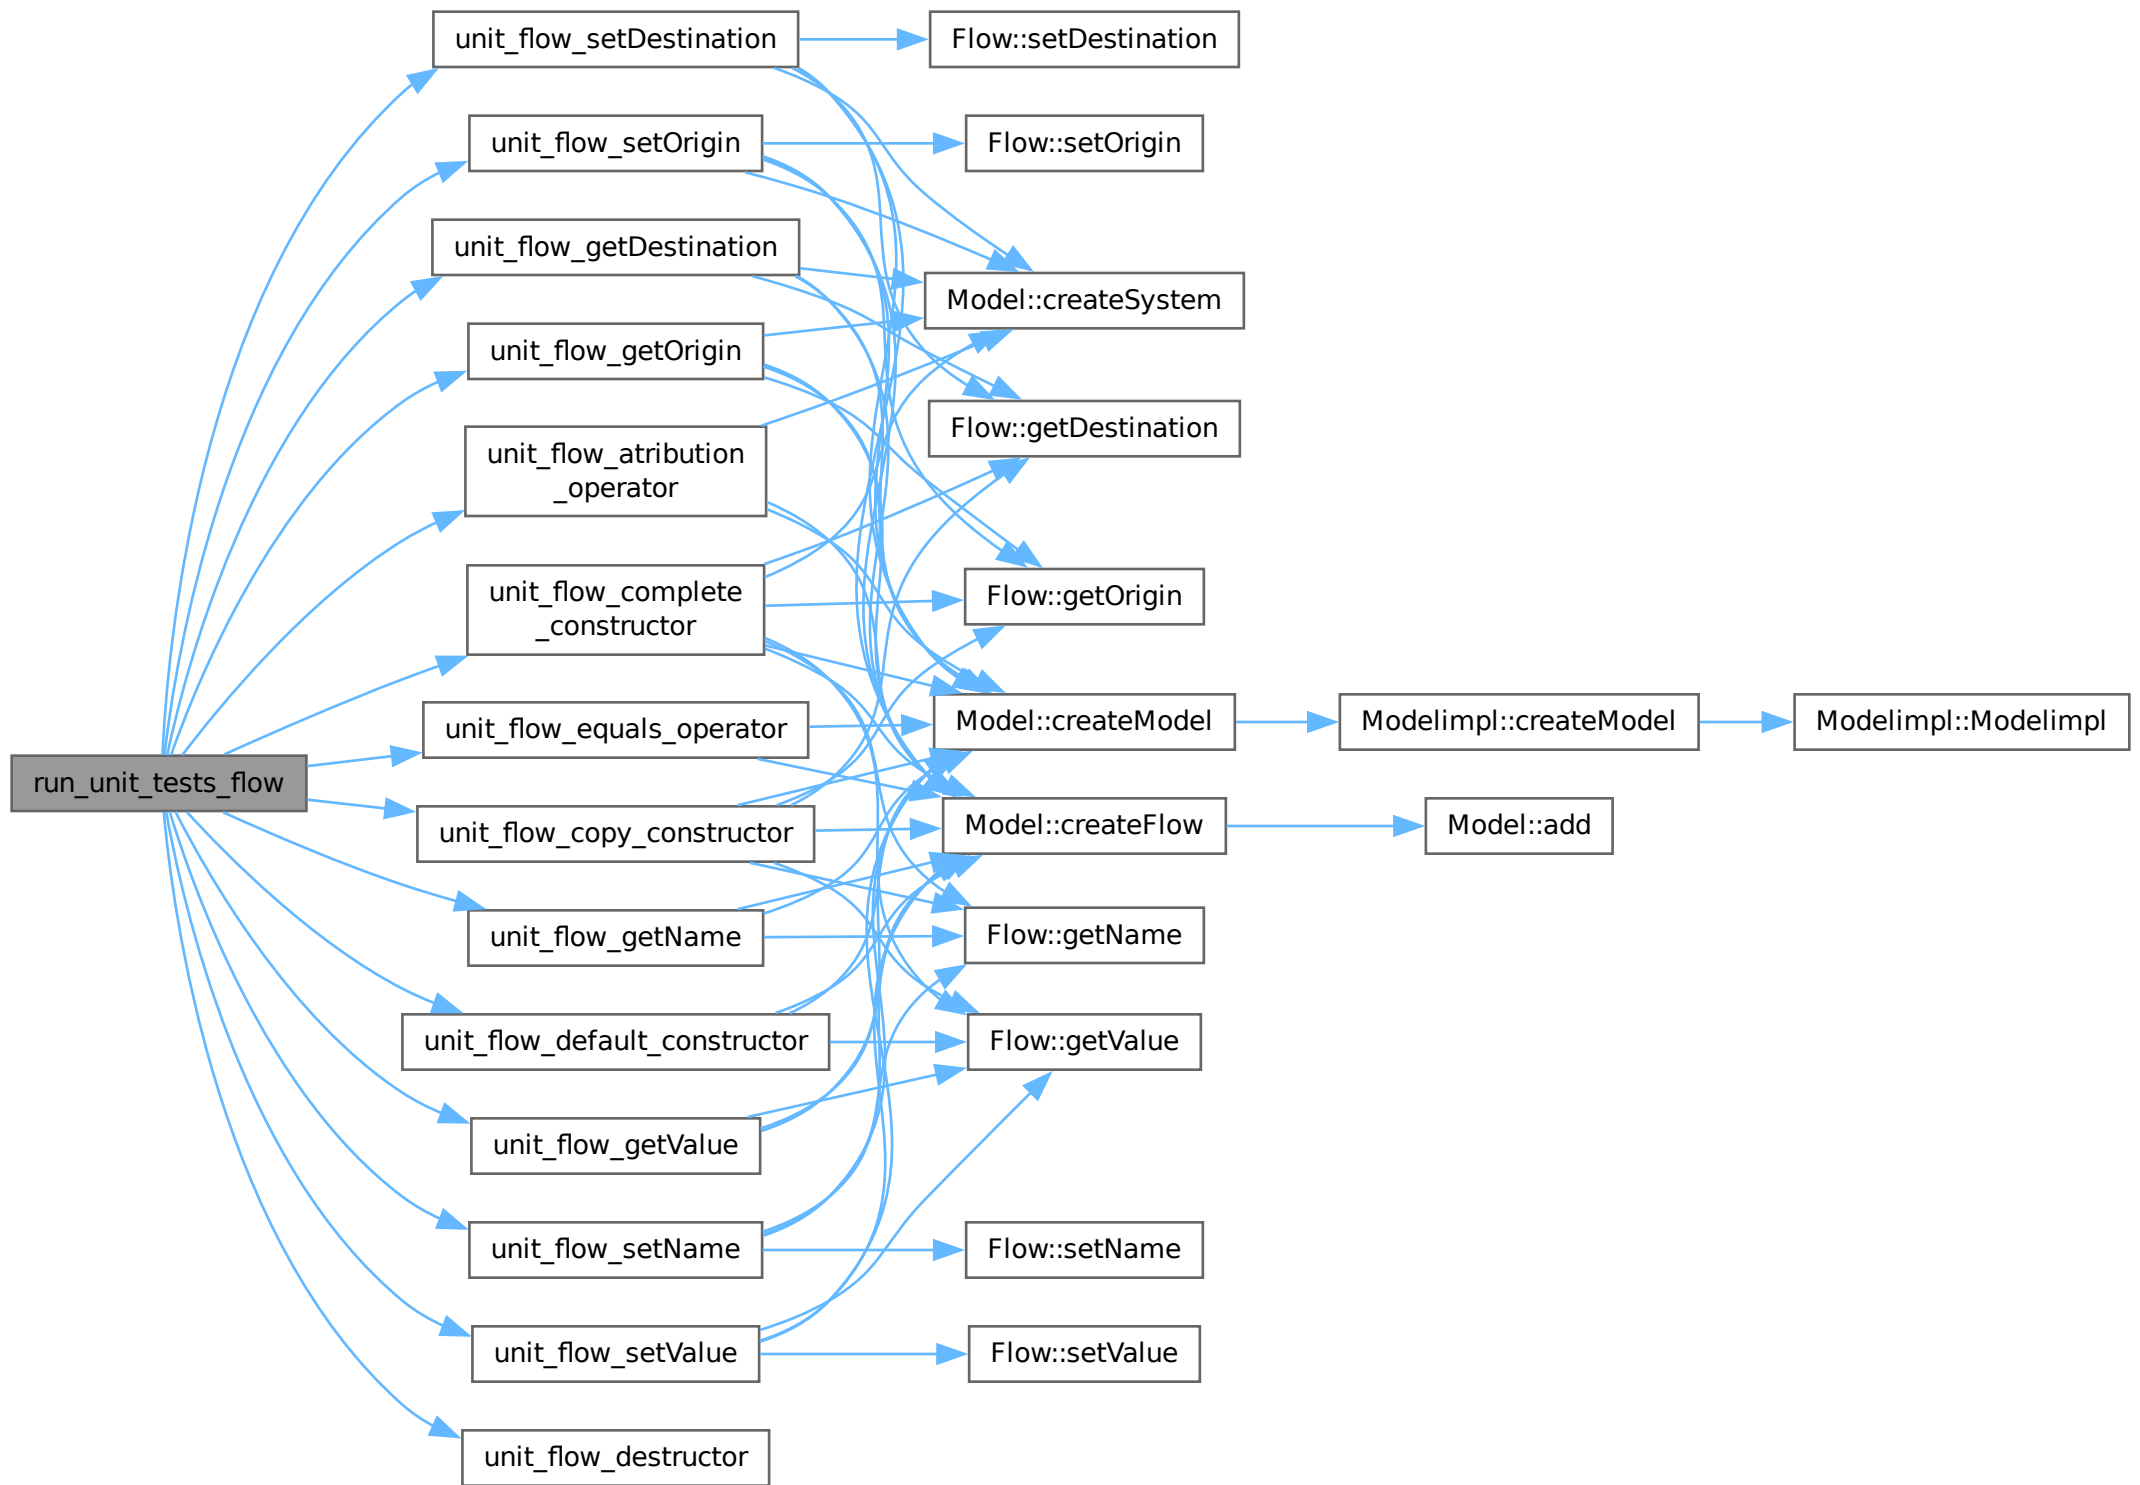 run_unit_tests_flow
unit_flow_setDestination
unit_flow_setOrigin
unit_flow_getDestination
unit_flow_getOrigin
unit_flow_atribution
_operator
unit_flow_complete
_constructor
unit_flow_equals_operator
unit_flow_copy_constructor
unit_flow_getName
unit_flow_default_constructor
unit_flow_getValue
unit_flow_setName
unit_flow_setValue
unit_flow_destructor
Flow::setDestination
Flow::setOrigin
Model::createSystem
Flow::getDestination
Flow::getOrigin
Model::createModel
Model::createFlow
Flow::getName
Flow::getValue
Flow::setName
Flow::setValue
Modelimpl::createModel
Model::add
Modelimpl::Modelimpl